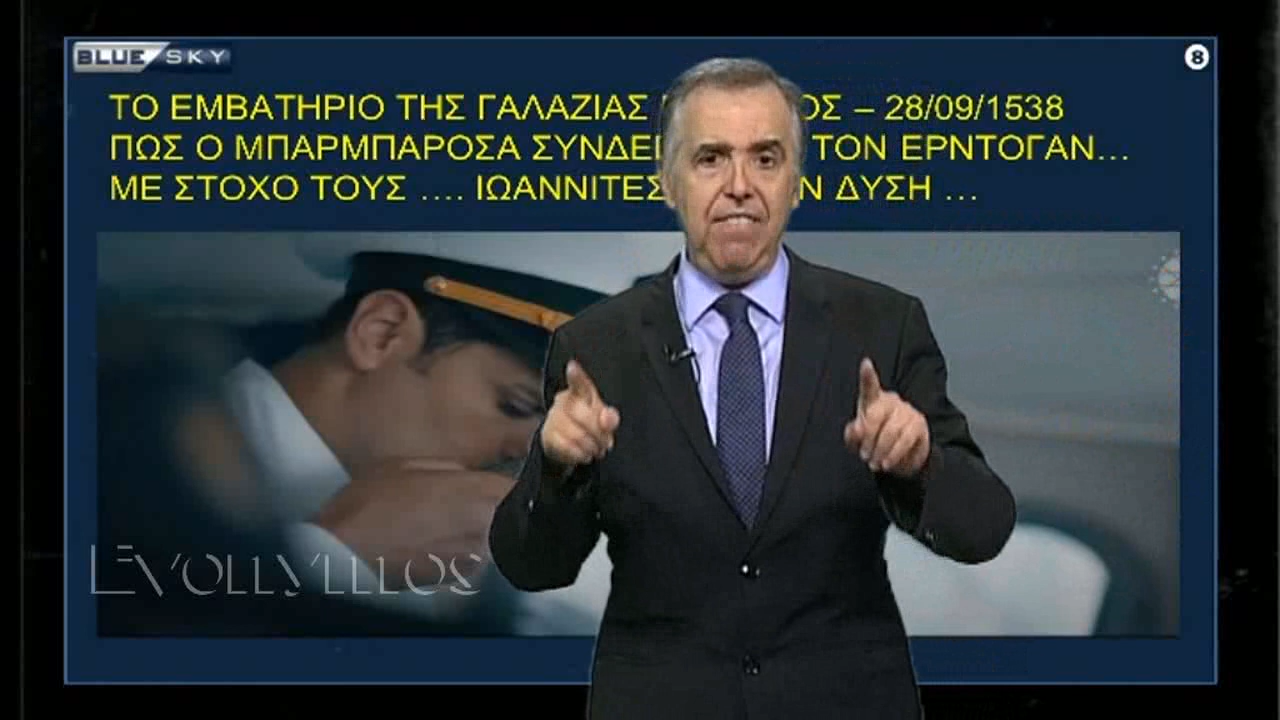 BLUE SKY
8
ΤΟ ΕΜΒΑΤΗΡΙΟ ΤΗΣ ΓΑΛΑΖΙΑΣ – 28/09/1538
ΠΩΣ Ο ΜΠΑΡΜΠΑΡΟΣΑ ΤΟΝ ΕΡΝΤΟΓΑΝ…
ΜΕ ΣΤΟΧΟ ΤΟΥΣ …. ΙΩΑΝΝΙΤΕΣ ΔΥΣΗ …